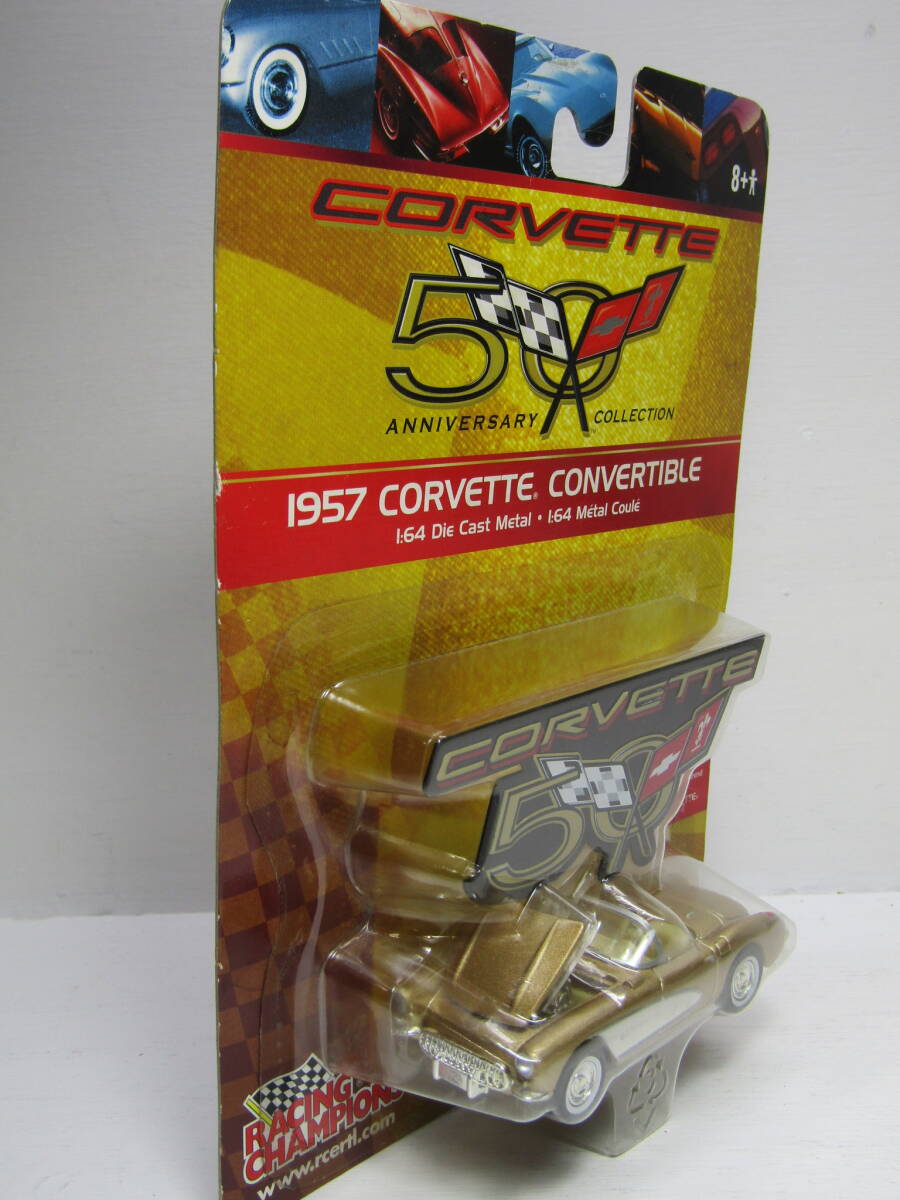 8+
CORVETTE
50
ANNIVERSARY COLLECTION
1957 CORVETTE® CONVERTIBLE
1:64 Die Cast Metal • 1:64 Métal Coulé
CORVETTE
50
RACING
CHAMPIONS
www.rcertl.com